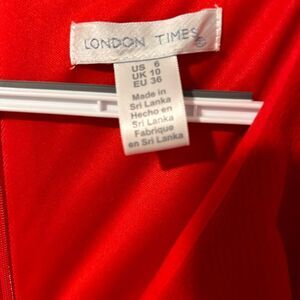 LONDON TIMES
US 6
UK 10
EU 36
Made in
Sri Lanka
Hecho en
Sri Lanka
Fabrique
en Sri Lanka